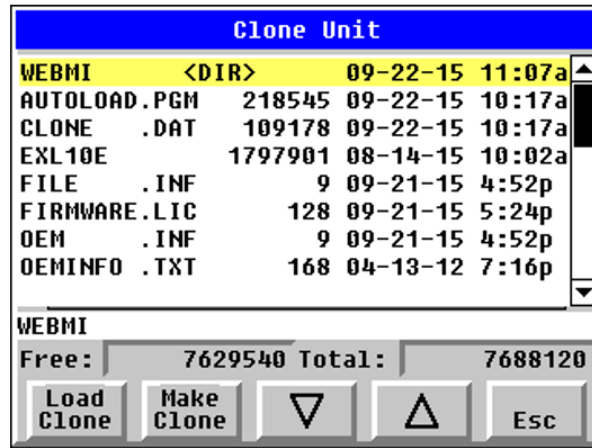 Clone Unit
WEBMI <DIR> 09-22-15 11:07a
AUTOLOAD.PGM 218545 09-22-15 10:17a
CLONE .DAT 109178 09-22-15 10:17a
EXL10E 1797901 08-14-15 10:02a
FILE .INF 9 09-21-15 4:52p
FIRMWARE.LIC 128 09-21-15 5:24p
OEM .INF 9 09-21-15 4:52p
OEMINFO .TXT 168 04-13-12 7:16p
WEBMI
Free: 7629540 Total: 7688120
Load Clone Make Clone Esc